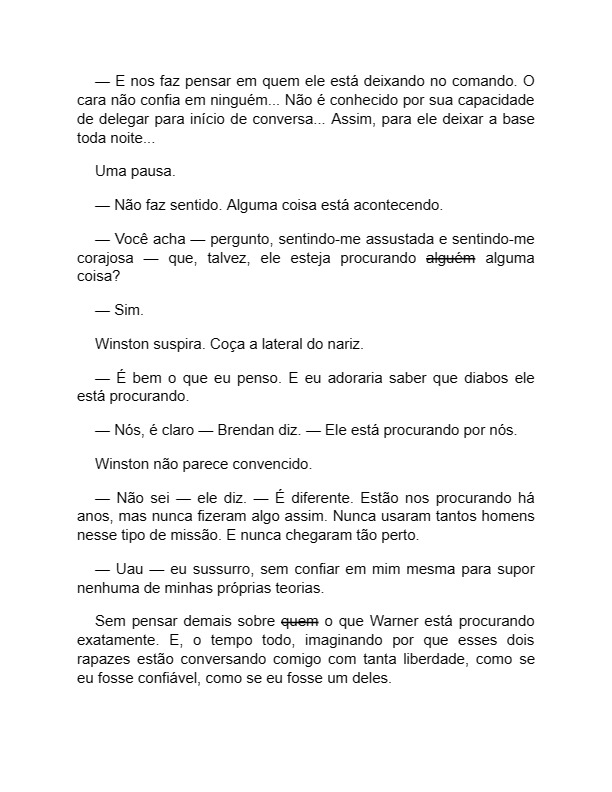 — E nos faz pensar em quem ele está deixando no comando. O
cara não confia em ninguém... Não é conhecido por sua capacidade
de delegar para início de conversa... Assim, para ele deixar a base
toda noite...
Uma pausa.
— Não faz sentido. Alguma coisa está acontecendo.
— Você acha — pergunto, sentindo-me assustada e sentindo-me
corajosa — que, talvez, ele esteja procurando alguém alguma
coisa?
— Sim.
Winston suspira. Coça a lateral do nariz.
— É bem o que eu penso. E eu adoraria saber que diabos ele
está procurando.
— Nós, é claro — Brendan diz. — Ele está procurando por nós.
Winston não parece convencido.
— Não sei — ele diz. — É diferente. Estão nos procurando há
anos, mas nunca fizeram algo assim. Nunca usaram tantos homens
nesse tipo de missão. E nunca chegaram tão perto.
— Uau — eu sussurro, sem confiar em mim mesma para supor
nenhuma de minhas próprias teorias.
Sem pensar demais sobre quem o que Warner está procurando
exatamente. E, o tempo todo, imaginando por que esses dois
rapazes estão conversando comigo com tanta liberdade, como se
eu fosse confiável, como se eu fosse um deles.